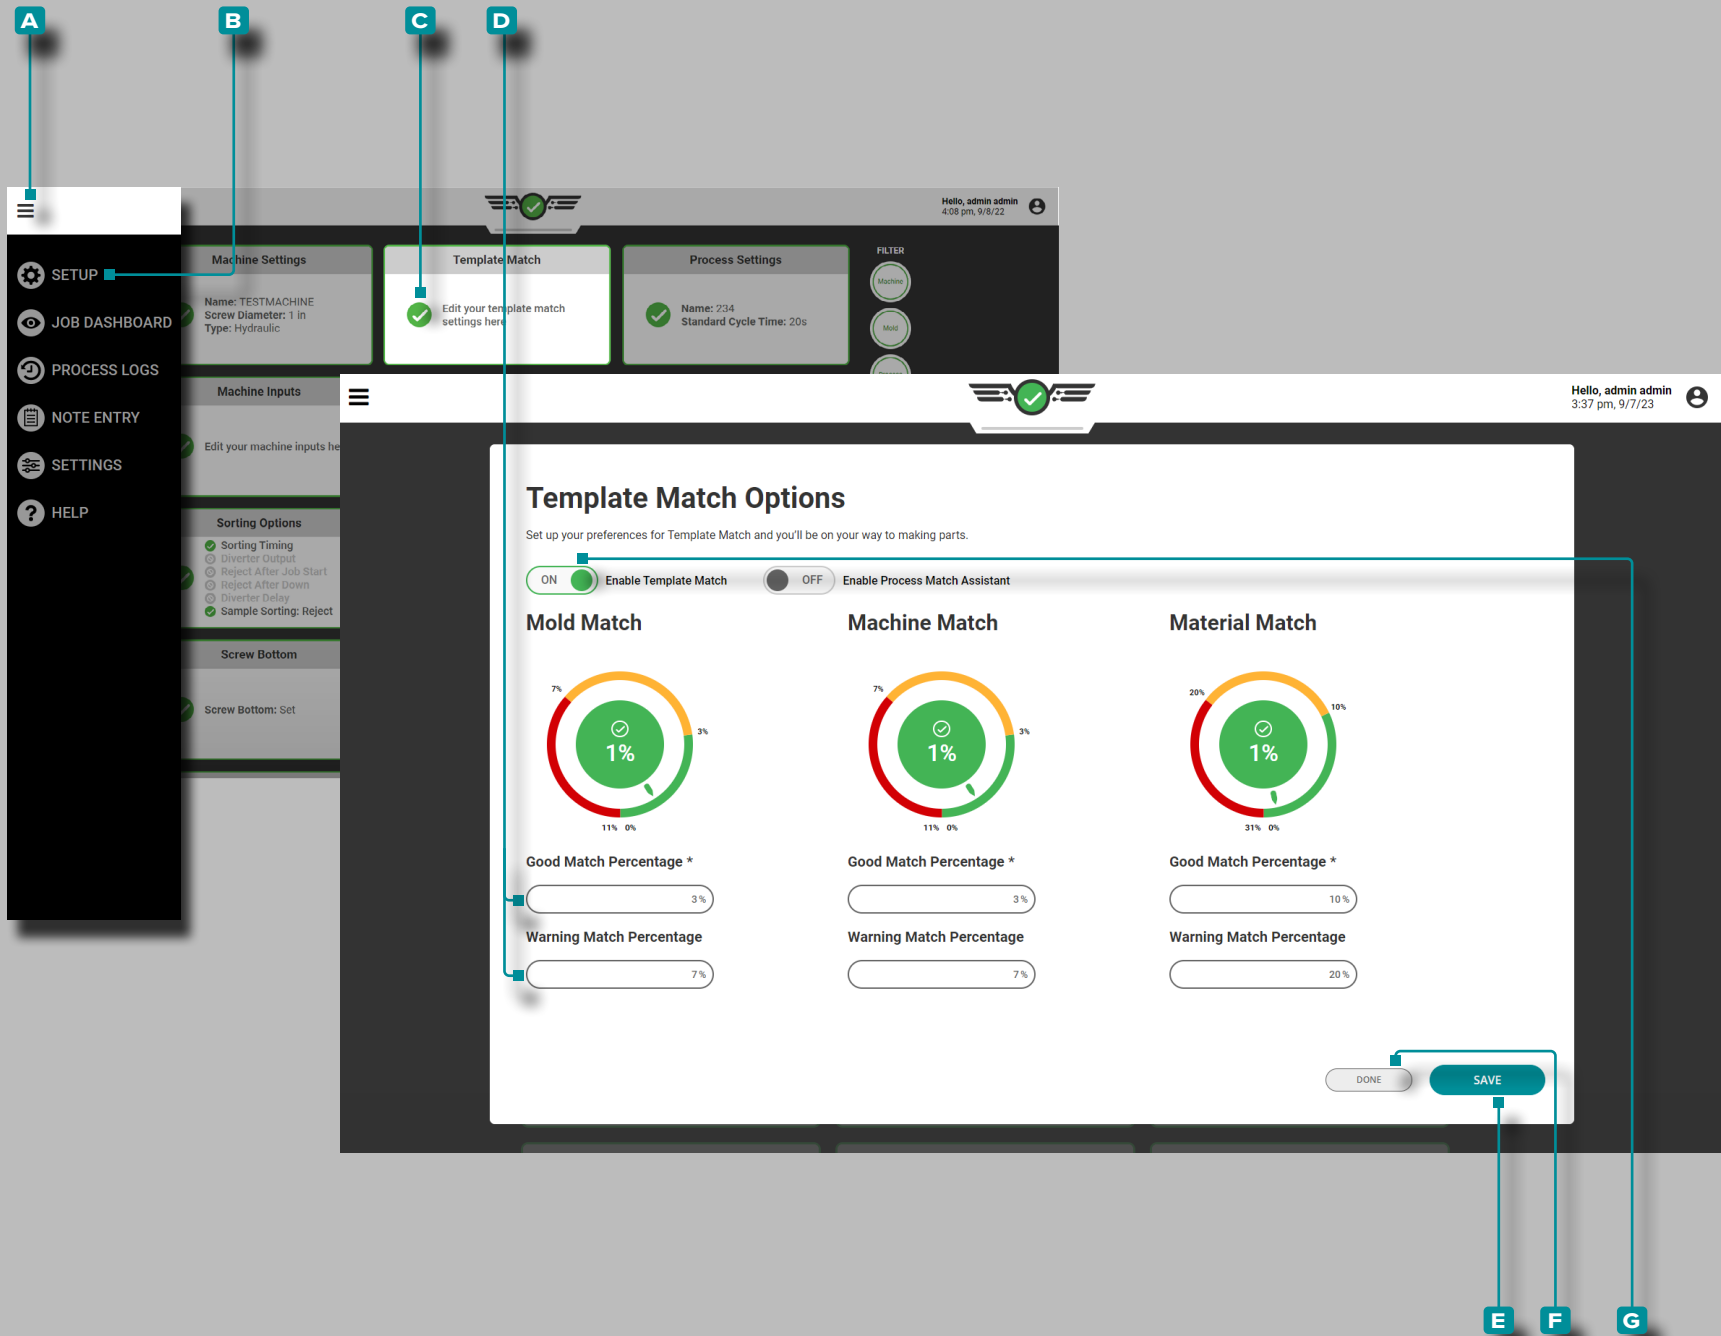 A
B
C
D
Hello, admin admin
4:08 pm, 9/8/22
SETUP
JOB DASHBOARD
PROCESS LOGS
NOTE ENTRY
SETTINGS
HELP
Machine Settings
Name: TESTMACHINE
Screw Diameter: 1 in
Type: Hydraulic
Template Match
Edit your template match
settings here
Process Settings
Name: 234
Standard Cycle Time: 20s
FILTER
Machine
Mold
Machine Inputs
Edit your machine inputs he
Sorting Options
Sorting Timing
Diverter Output
Reject After Job Start
Reject After Down
Diverter Delay
Sample Sorting: Reject
Screw Bottom
Screw Bottom: Set
Hello, admin admin
3:37 pm, 9/7/23
Template Match Options
Set up your preferences for Template Match and you'll be on your way to making parts.
ON Enable Template Match OFF Enable Process Match Assistant
Mold Match
7%
3%
1%
11% 0%
Good Match Percentage *
3%
Warning Match Percentage
7%
Machine Match
7%
3%
1%
11% 0%
Good Match Percentage *
3%
Warning Match Percentage
7%
Material Match
20%
10%
1%
31% 0%
Good Match Percentage *
10%
Warning Match Percentage
20%
DONE
SAVE
E
F
G